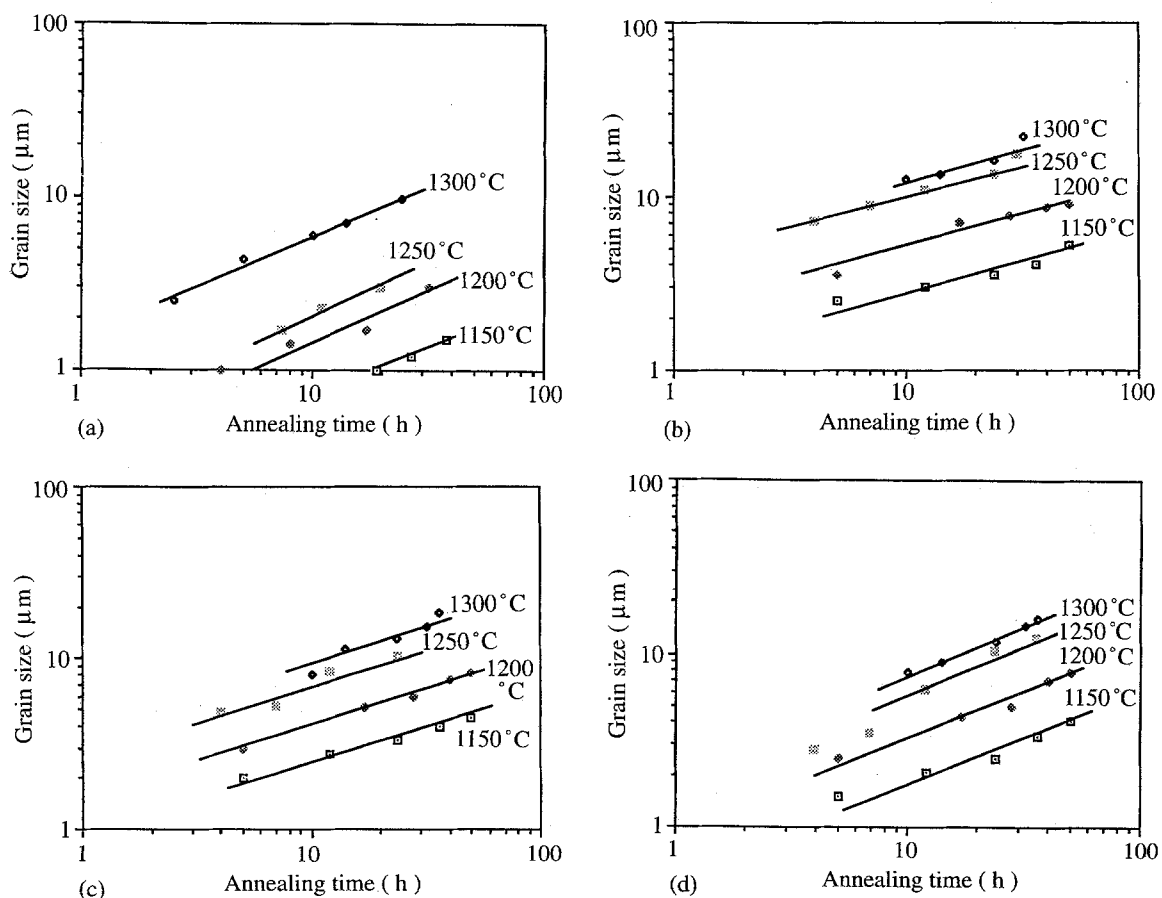 100
10
1
Grain size ( μm )
1300°C
1250°C
1200°C
1150°C
1
10
100
(a)
Annealing time ( h )
100
10
1
Grain size ( μm )
1300°C
1250°C
1200°C
1150°C
1
10
100
(b)
Annealing time ( h )
100
10
1
Grain size ( μm )
1300°C
1250°C
1200
°C
1150°C
1
10
100
(c)
Annealing time ( h )
100
10
1
Grain size ( μm )
1300°C
1250°C
1200°C
1150°C
1
10
100
(d)
Annealing time ( h )